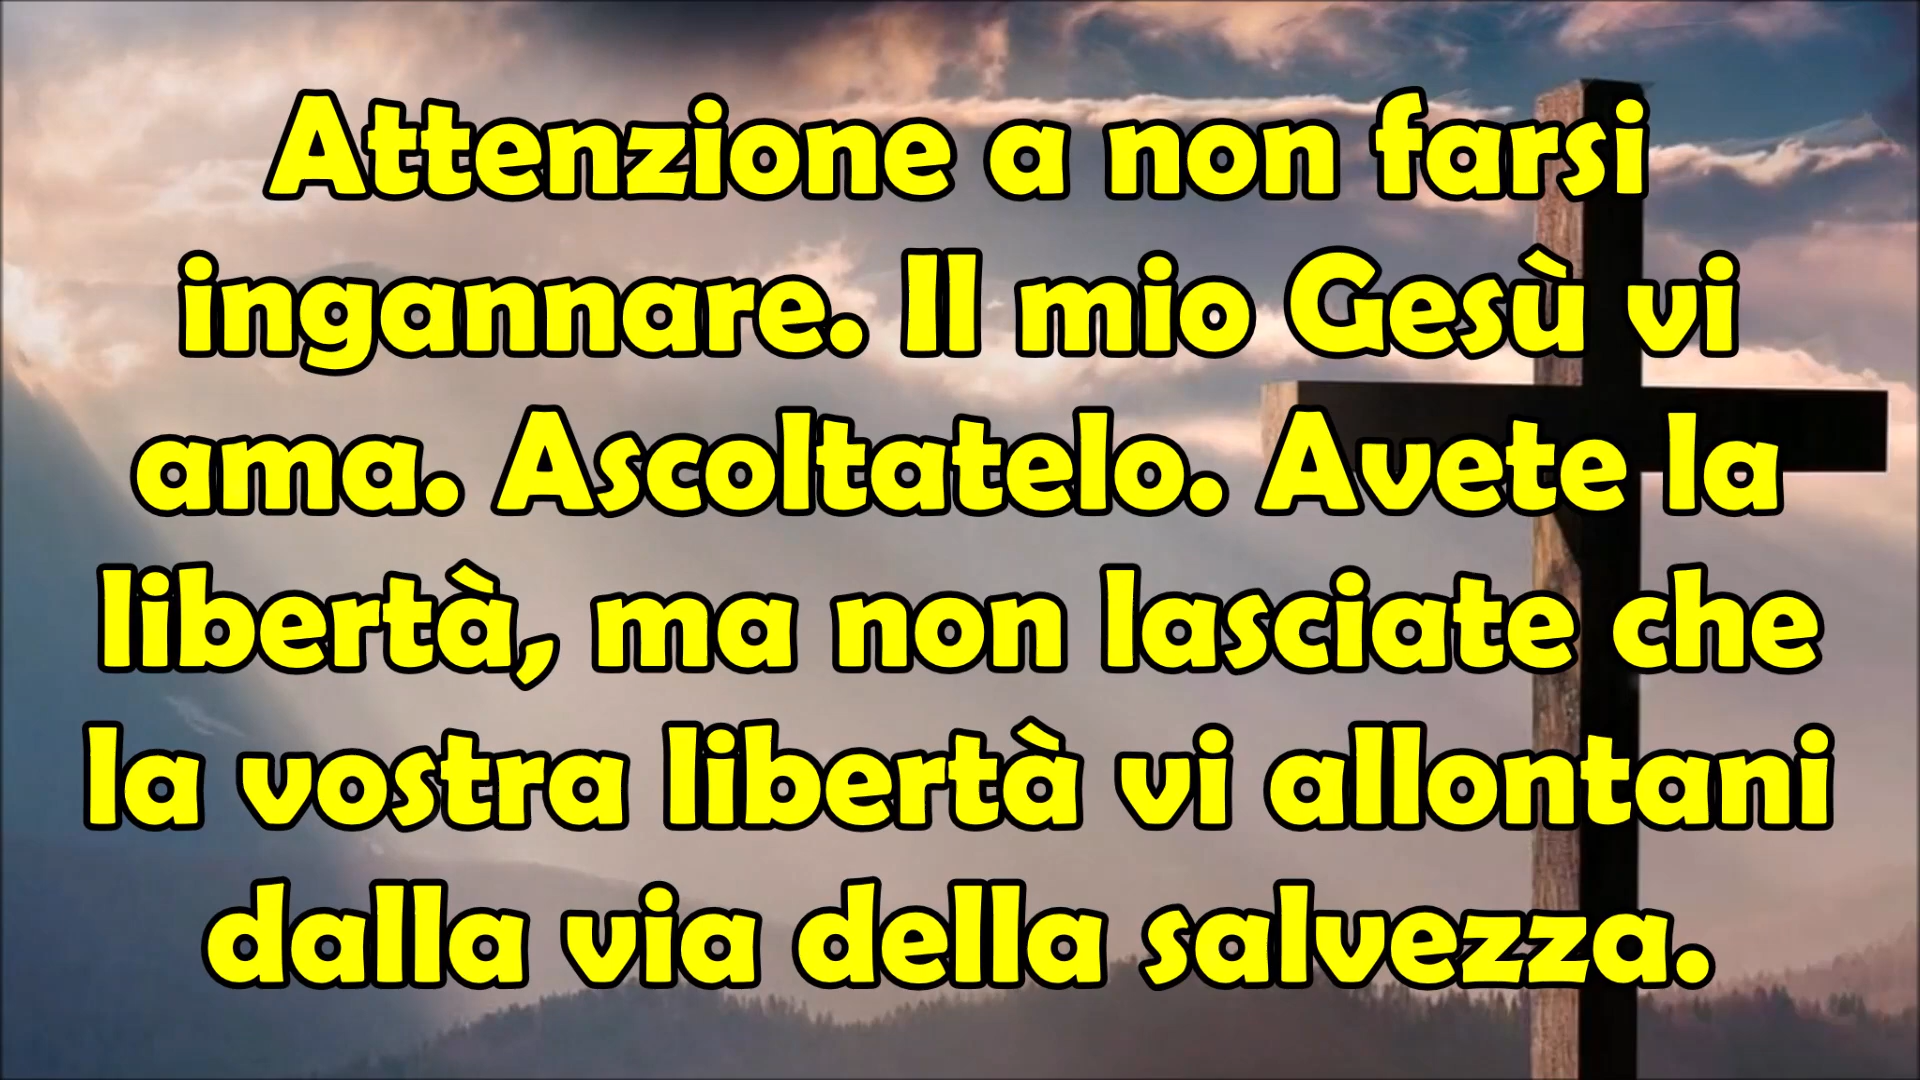 Attenzione a non farsi
ingannare. Il mio Gesù vi
ama. Ascoltatelo. Avete la
libertà, ma non lasciate che
la vostra libertà vi allontani
dalla via della salvezza.